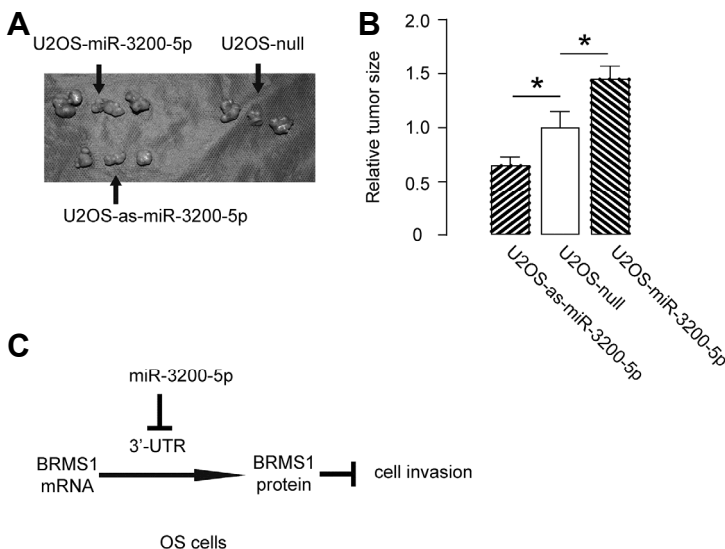 A
U2OS-miR-3200-5p
U2OS-null
U2OS-as-miR-3200-5p
B
Relative tumor size
2.0
1.5
1.0
0.5
0
*
*
U2OS-as-miR-3200-5p
U2OS-null
U2OS-miR-3200-5p
C
miR-3200-5p
3’-UTR
BRMS1
mRNA
BRMS1
protein
cell invasion
OS cells